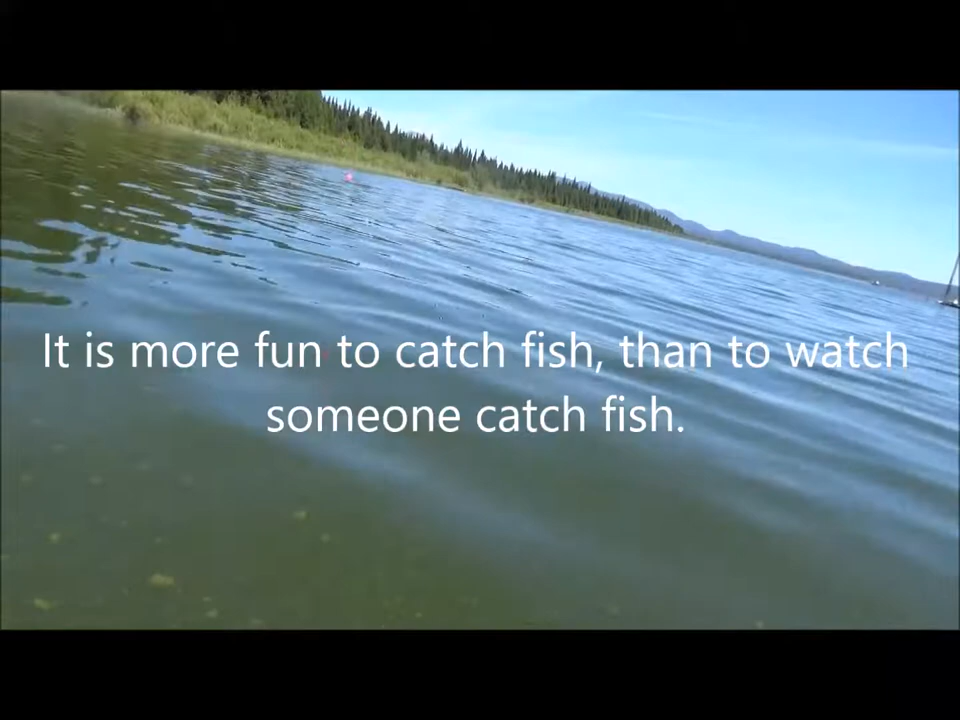 It is more fun to catch fish, than to watch
someone catch fish.